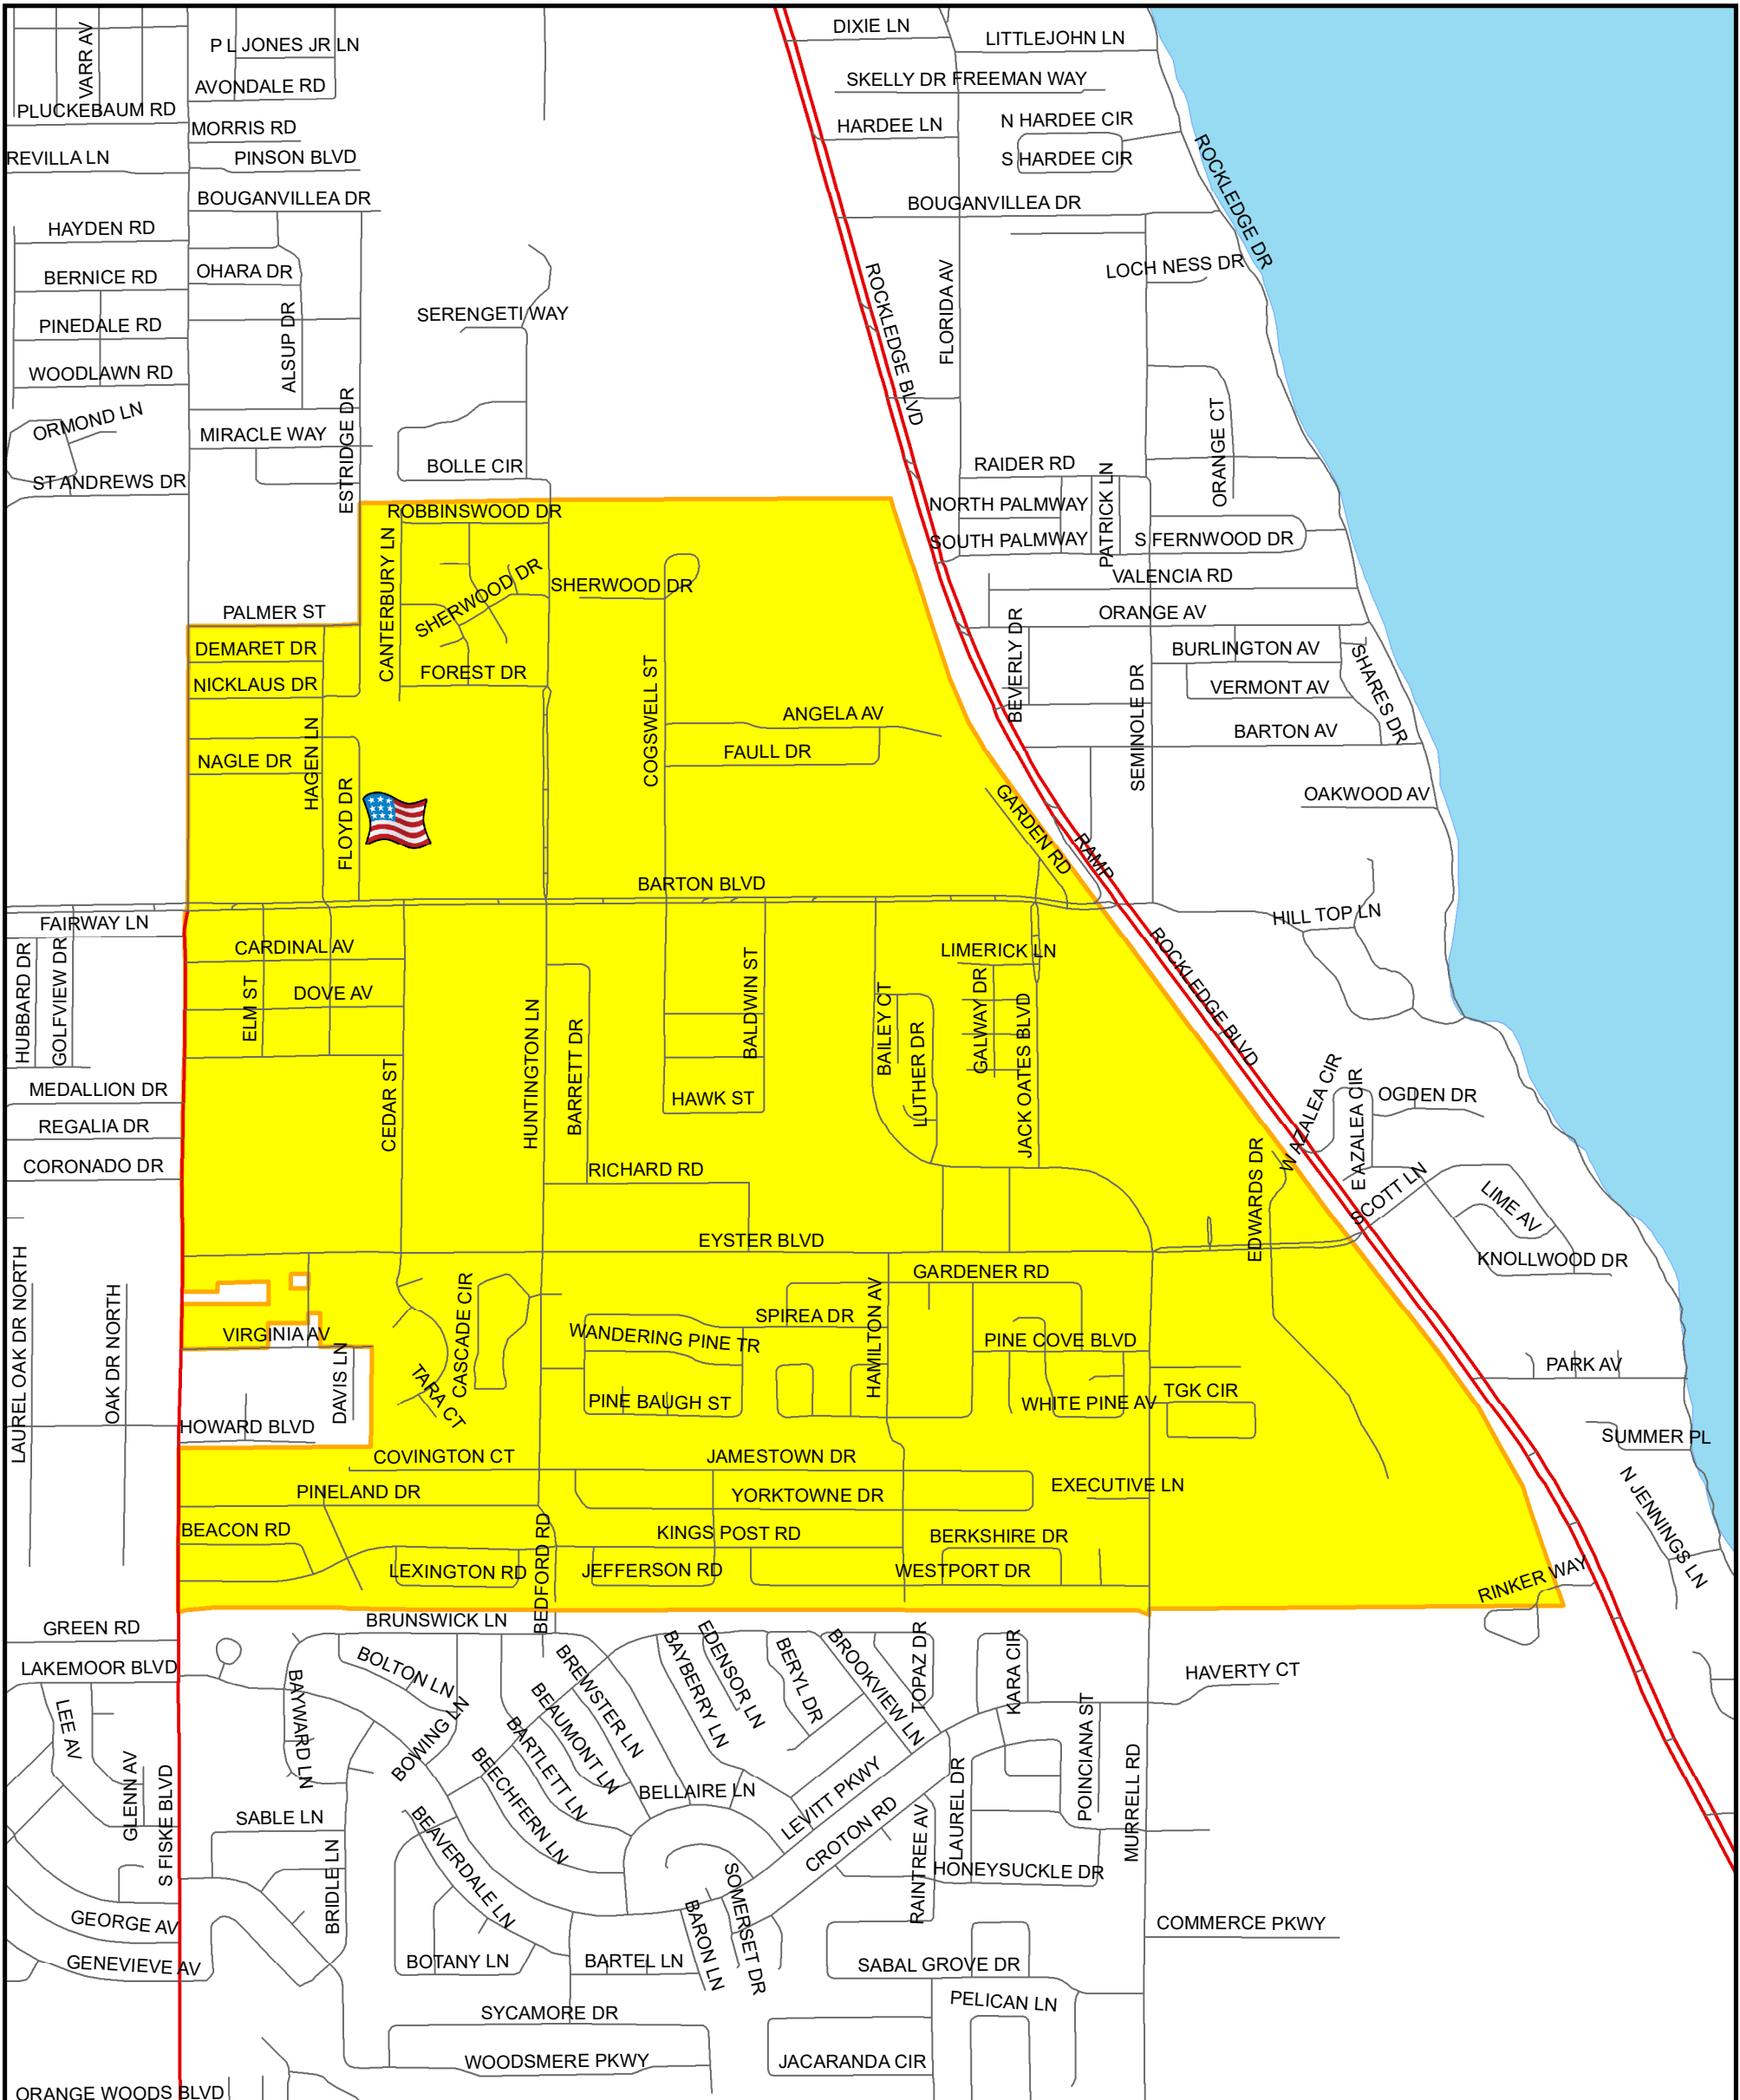 DIXIE LN
LITTLEJOHN LN
VARR AV
P L JONES JR LN
AVONDALE RD
SKELLY DR
FREEMAN WAY
PLUCKEBAUM RD
MORRIS RD
HARDEE LN
N HARDEE CIR
REVILLA LN
PINSON BLVD
S HARDEE CIR
ROCKLEDGE DR
BOUGANVILLEA DR
BOUGANVILLEA DR
HAYDEN RD
OHARA DR
LOCH NESS DR
BERNICE RD
SERENGETI WAY
ROCKLEDGE BLVD
FLORIDA AV
PINEDALE RD
ALSUP DR
WOODLAWN RD
ORMOND LN
MIRACLE WAY
ESTRIDGE DR
ORANGE CT
BOLLE CIR
RAIDER RD
ST ANDREWS DR
NORTH PALMWAY
PATRICK LN
ROBBINSWOOD DR
SOUTH PALMWAY
S FERNWOOD DR
CANTERBURY LN
SHERWOOD DR
SHERWOOD DR
VALENCIA RD
PALMER ST
ORANGE AV
DEMARET DR
BEVERLY DR
BURLINGTON AV
SHARES DR
NICKLAUS DR
FOREST DR
COGSWELL ST
SEMINOLE DR
VERMONT AV
ANGELA AV
BARTON AV
HAGEN LN
NAGLE DR
FAULL DR
FLOYD DR
GARDEN RD
OAKWOOD AV
RAMP
BARTON BLVD
FAIRWAY LN
HILL TOP LN
CARDINAL AV
LIMERICK LN
ROCKLEDGE BLVD
HUBBARD DR
GOLFVIEW DR
ELM ST
DOVE AV
BALDWIN ST
BAILEY CT
GALWAY DR
JACK OATES BLVD
LUTHER DR
HUNTINGTON LN
BARRETT DR
CEDAR ST
MEDALLION DR
HAWK ST
W AZALEA CIR
E AZALEA CIR
OGDEN DR
REGALIA DR
CORONADO DR
RICHARD RD
EDWARDS DR
SCOTT LN
LIME AV
EYSTER BLVD
KNOLLWOOD DR
LAUREL OAK DR NORTH
OAK DR NORTH
GARDENER RD
CASCADE CIR
SPIREA DR
HAMILTON AV
VIRGINIA AV
WANDERING PINE TR
PINE COVE BLVD
DAVIS LN
PARK AV
TARA CT
PINE BAUGH ST
WHITE PINE AV
TGK CIR
HOWARD BLVD
SUMMER PL
COVINGTON CT
JAMESTOWN DR
PINELAND DR
YORKTOWNE DR
EXECUTIVE LN
N JENNINGS LN
BEACON RD
BEDFORD RD
KINGS POST RD
BERKSHIRE DR
LEXINGTON RD
JEFFERSON RD
WESTPORT DR
RINKER WAY
GREEN RD
BRUNSWICK LN
LAKEMOOR BLVD
BAYWARD LN
BOLTON LN
BREWSTER LN
BAYBERRY LN
EDENSOR LN
BERYL DR
BROOKVIEW LN
TOPAZ DR
KARA CIR
HAVERTY CT
LEE AV
BOWING LN
BEAUMONT LN
BARTLETT LN
BEECHFERN LN
POINCIANA ST
GLENN AV
S FISKE BLVD
BELLAIRE LN
LEVITT PKWY
LAUREL DR
MURRELL RD
SABLE LN
BEAVERDALE LN
CROTON RD
RAINTREE AV
BRIDLE LN
HONEYSUCKLE DR
GEORGE AV
SOMERSET DR
BARON LN
COMMERCE PKWY
GENEVIEVE AV
BOTANY LN
BARTEL LN
SABAL GROVE DR
PELICAN LN
SYCAMORE DR
WOODSMERE PKWY
JACARANDA CIR
ORANGE WOODS BLVD